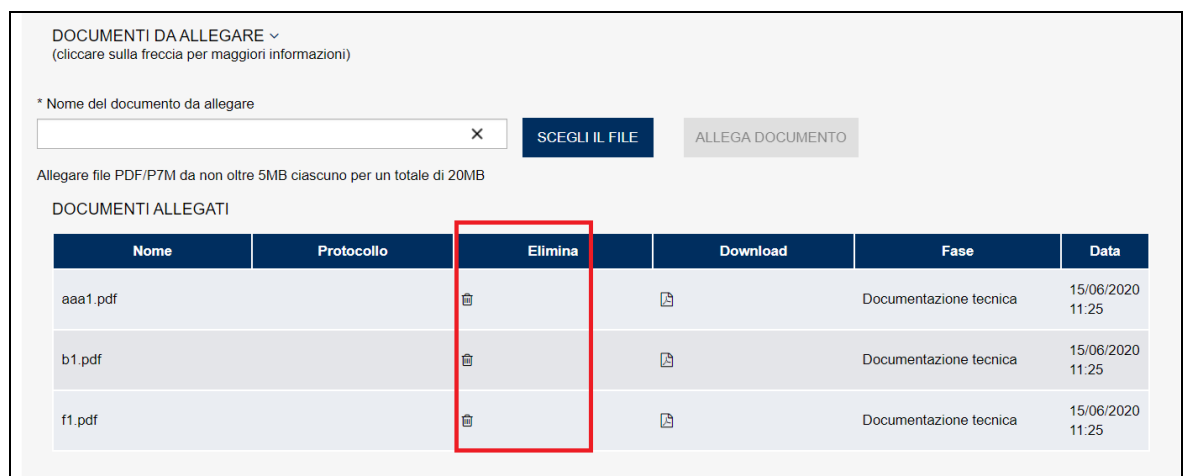 DOCUMENTI DA ALLEGARE
(cliccare sulla freccia per maggiori informazioni)
* Nome del documento da allegare
SCEGLI IL FILE ALLEGA DOCUMENTO
Allegare file PDF/P7M da non oltre 5MB ciascuno per un totale di 20MB
DOCUMENTI ALLEGATI
Nome Protocollo Elimina Download Fase Data
aaa1.pdf Documentazione tecnica 15/06/2020
11:25
b1.pdf Documentazione tecnica 15/06/2020
11:25
f1.pdf Documentazione tecnica 15/06/2020
11:25